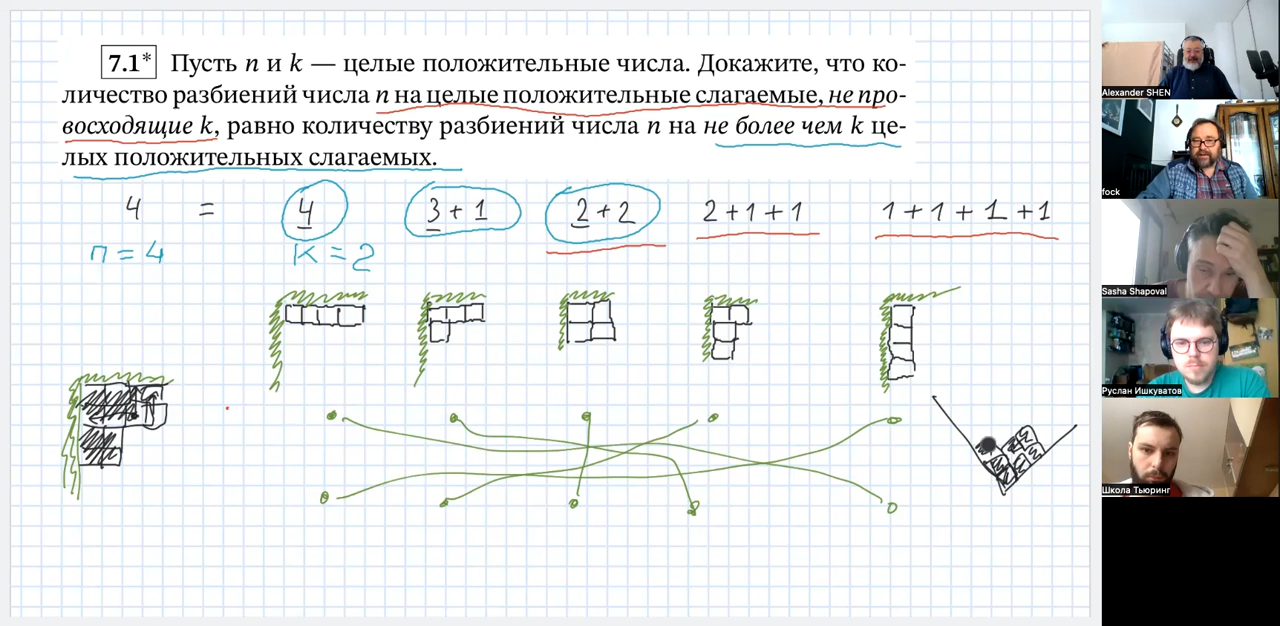 7.1* Пусть n и k — целые положительные числа. Докажите, что ко-
личество разбиений числа n на целые положительные слагаемые, не пре-
восходящие k, равно количеству разбиений числа n на не более чем k це-
лых положительных слагаемых.
4 = 4 3 + 1 2 + 2 2 + 1 + 1 1 + 1 + 1 + 1
n = 4 K = 2
Alexander SHEN
fock
Sasha Shapoval
Руслан Ишкуватов
Школа Тьюринг